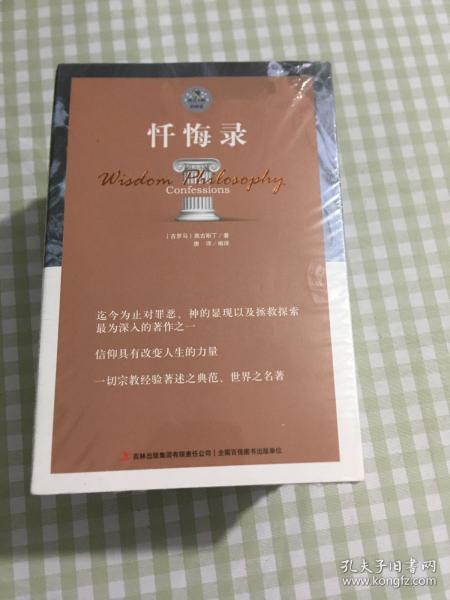 忏悔录
Wisdom Philosophy
Confessions
（古罗马）奥古斯丁／著
唐译／编译
迄今为止对罪恶、神的显现以及拯救探索
最为深入的著作之一
信仰具有改变人生的力量
一切宗教经验著述之典范、世界之名著
吉林出版集团有限责任公司｜全国百佳图书出版单位
孔夫子旧书网
www.kongfz.com